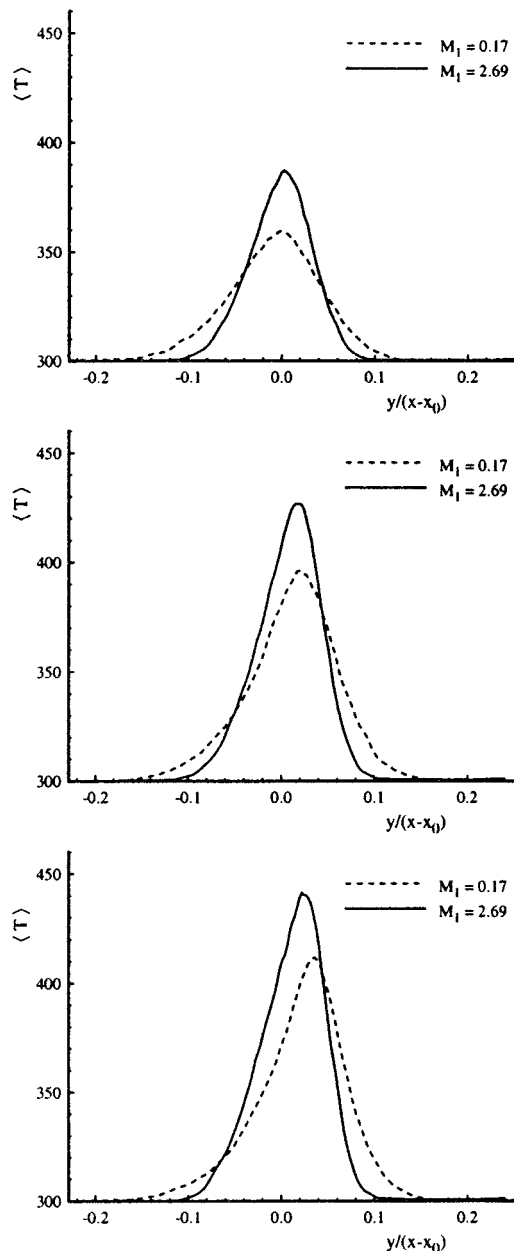 450
⟨ T ⟩
400
350
300
M₁ = 0.17
M₁ = 2.69
-0.2 -0.1 0.0 0.1 0.2
y/(x-x₀)
450
⟨ T ⟩
400
350
300
M₁ = 0.17
M₁ = 2.69
-0.2 -0.1 0.0 0.1 0.2
y/(x-x₀)
450
⟨ T ⟩
400
350
300
M₁ = 0.17
M₁ = 2.69
-0.2 -0.1 0.0 0.1 0.2
y/(x-x₀)